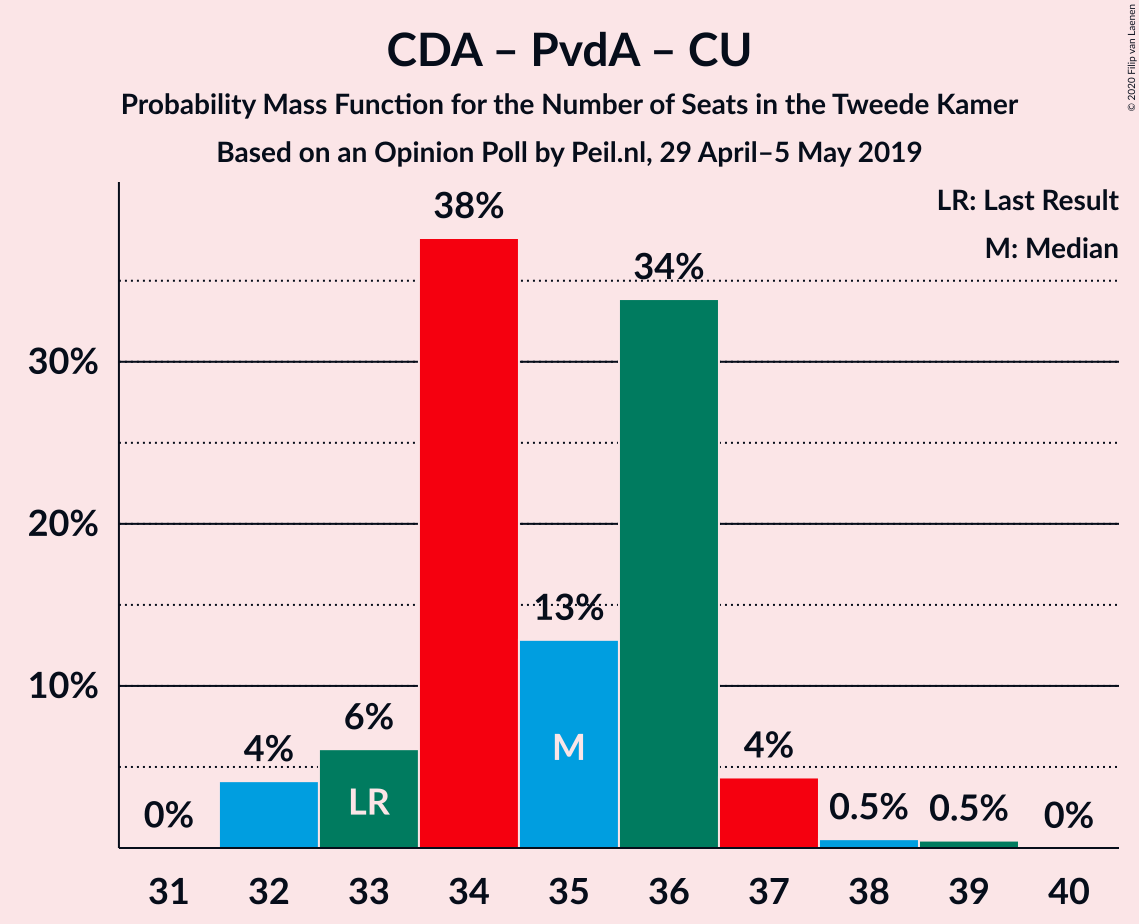 CDA – PvdA – CU
Probability Mass Function for the Number of Seats in the Tweede Kamer
Based on an Opinion Poll by Peil.nl, 29 April–5 May 2019
© 2020 Filip van Laenen
LR: Last Result
M: Median
38%
34%
30%
20%
13%
10%
6%
4%
M
4%
LR
0%
0.5%
0.5%
0%
31 32 33 34 35 36 37 38 39 40